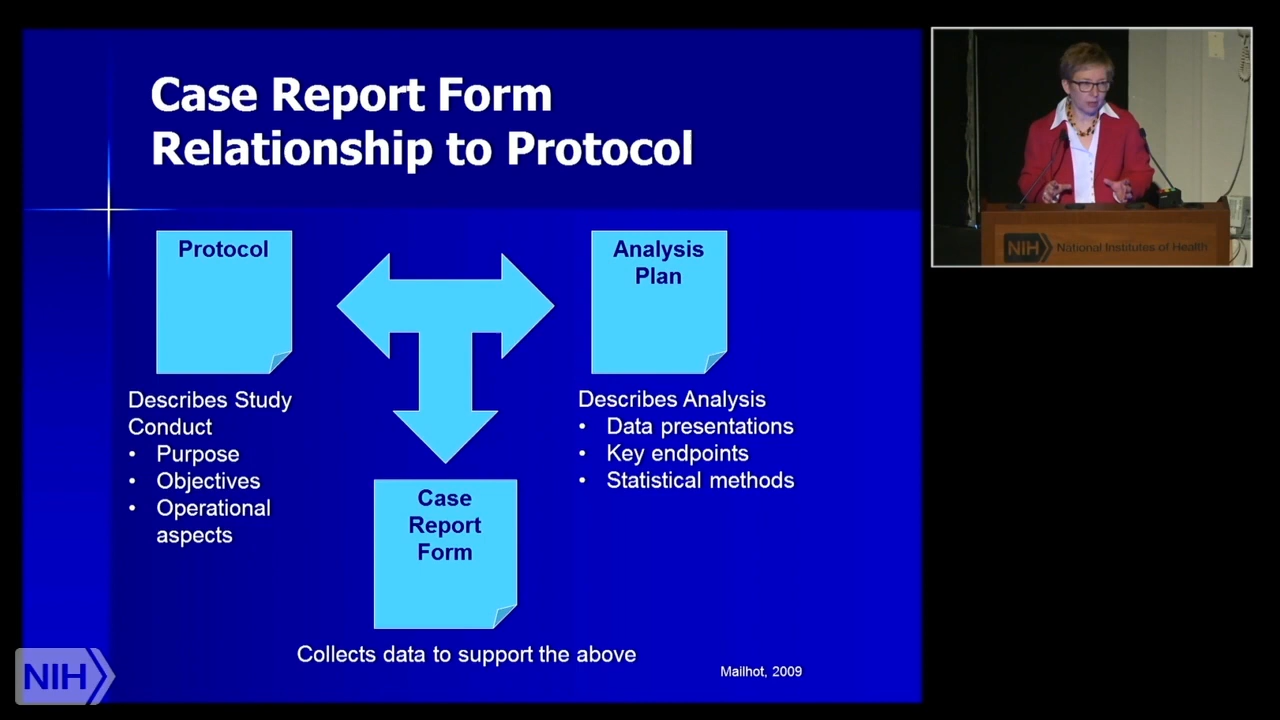 Case Report Form
Relationship to Protocol
Protocol
Analysis
Plan
Describes Study
Conduct
• Purpose
• Objectives
• Operational
aspects
Describes Analysis
• Data presentations
• Key endpoints
• Statistical methods
Case
Report
Form
Collects data to support the above
Mailhot, 2009
NIH
NIH National Institutes of Health